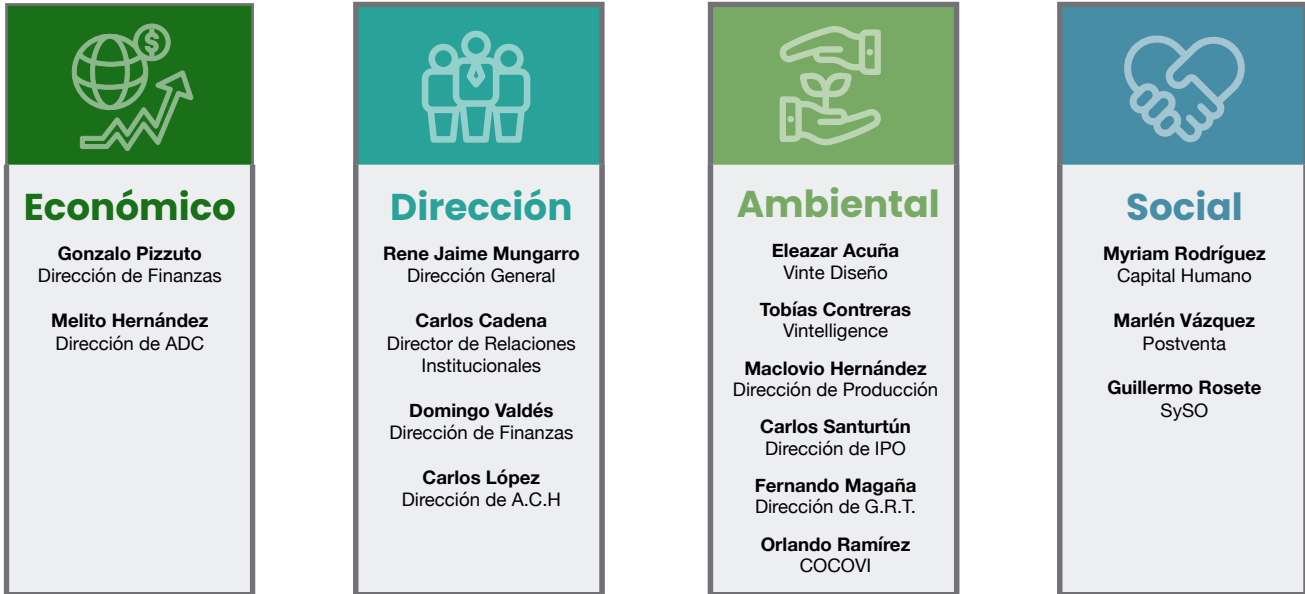 $
Económico
Gonzalo Pizzuto
Dirección de Finanzas
Melito Hernández
Dirección de ADC
Dirección
Rene Jaime Mungarro
Dirección General
Carlos Cadena
Director de Relaciones
Institucionales
Domingo Valdés
Dirección de Finanzas
Carlos López
Dirección de A.C.H
Ambiental
Eleazar Acuña
Vinte Diseño
Tobías Contreras
Vintelligence
Maclovio Hernández
Dirección de Producción
Carlos Santurtún
Dirección de IPO
Fernando Magaña
Dirección de G.R.T.
Orlando Ramírez
COCOVI
Social
Myriam Rodríguez
Capital Humano
Marlén Vázquez
Postventa
Guillermo Rosete
SySO